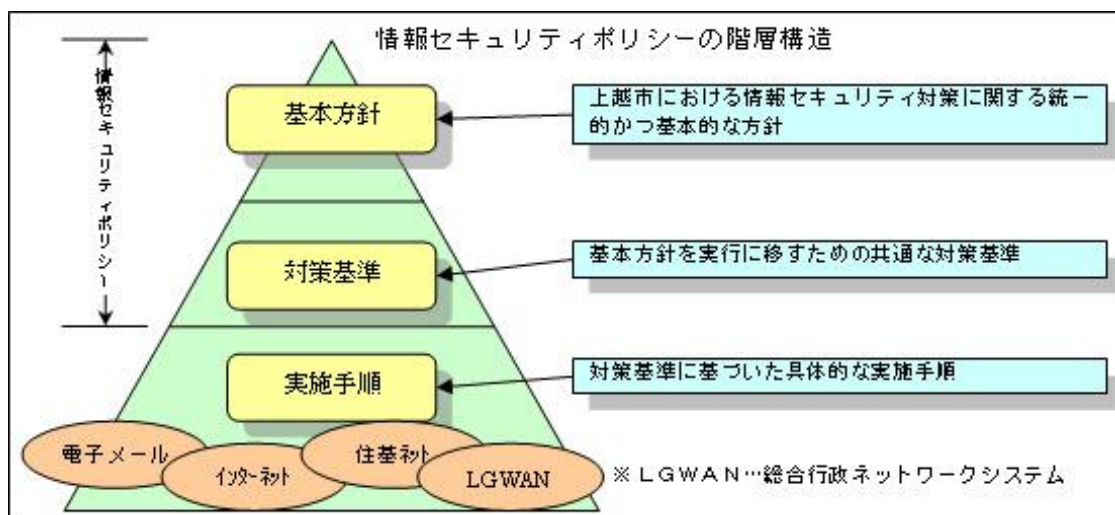 情報セキュリティポリシーの階層構造
情報セキュリティポリシー
基本方針
上越市における情報セキュリティ対策に関する統一
的かつ基本的な方針
対策基準
基本方針を実行に移すための共通な対策基準
実施手順
対策基準に基づいた具体的な実施手順
電子メール
インターネット
住基ネット
LGWAN
※ＬＧＷＡＮ…総合行政ネットワークシステム